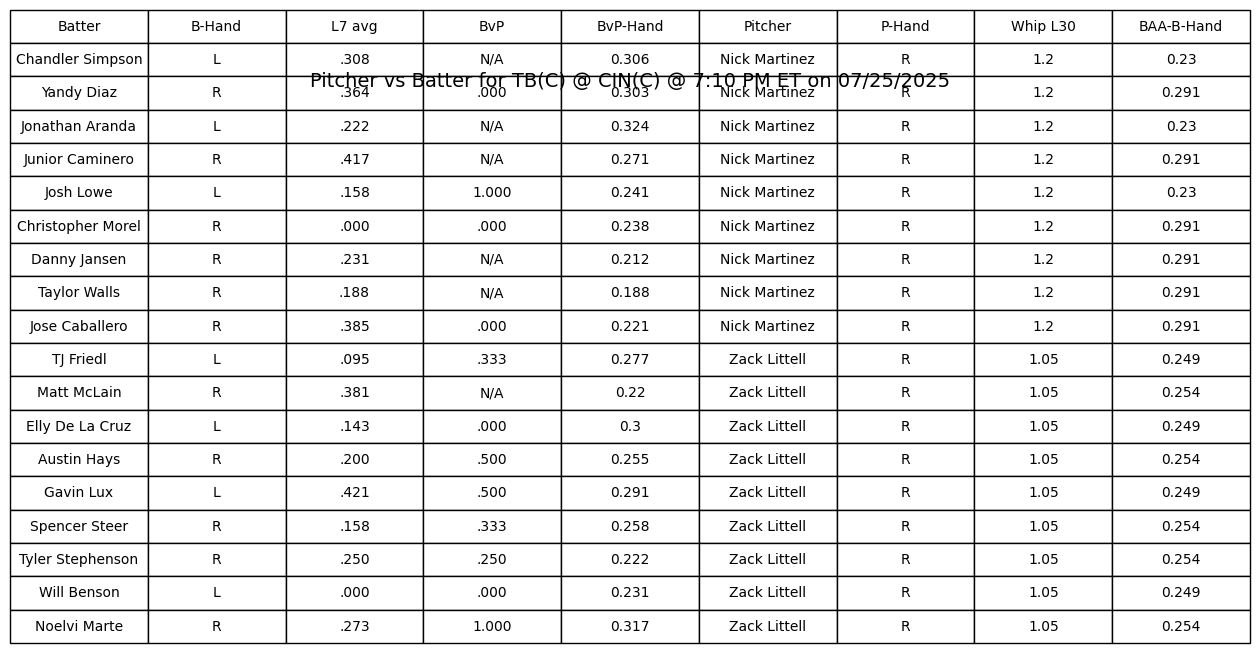 Batter B-Hand L7 avg BvP BvP-Hand Pitcher P-Hand Whip L30 BAA-B-Hand
Chandler Simpson L .308 N/A 0.306 Nick Martinez R 1.2 0.23
Pitcher vs Batter for TB(C) @ CIN(C) @ 7:10 PM ET on 07/25/2025
Yandy Diaz R .364 .000 0.303 Nick Martinez R 1.2 0.291
Jonathan Aranda L .222 N/A 0.324 Nick Martinez R 1.2 0.23
Junior Caminero R .417 N/A 0.271 Nick Martinez R 1.2 0.291
Josh Lowe L .158 1.000 0.241 Nick Martinez R 1.2 0.23
Christopher Morel R .000 .000 0.238 Nick Martinez R 1.2 0.291
Danny Jansen R .231 N/A 0.212 Nick Martinez R 1.2 0.291
Taylor Walls R .188 N/A 0.188 Nick Martinez R 1.2 0.291
Jose Caballero R .385 .000 0.221 Nick Martinez R 1.2 0.291
TJ Friedl L .095 .333 0.277 Zack Littell R 1.05 0.249
Matt McLain R .381 N/A 0.22 Zack Littell R 1.05 0.254
Elly De La Cruz L .143 .000 0.3 Zack Littell R 1.05 0.249
Austin Hays R .200 .500 0.255 Zack Littell R 1.05 0.254
Gavin Lux L .421 .500 0.291 Zack Littell R 1.05 0.249
Spencer Steer R .158 .333 0.258 Zack Littell R 1.05 0.254
Tyler Stephenson R .250 .250 0.222 Zack Littell R 1.05 0.254
Will Benson L .000 .000 0.231 Zack Littell R 1.05 0.249
Noelvi Marte R .273 1.000 0.317 Zack Littell R 1.05 0.254